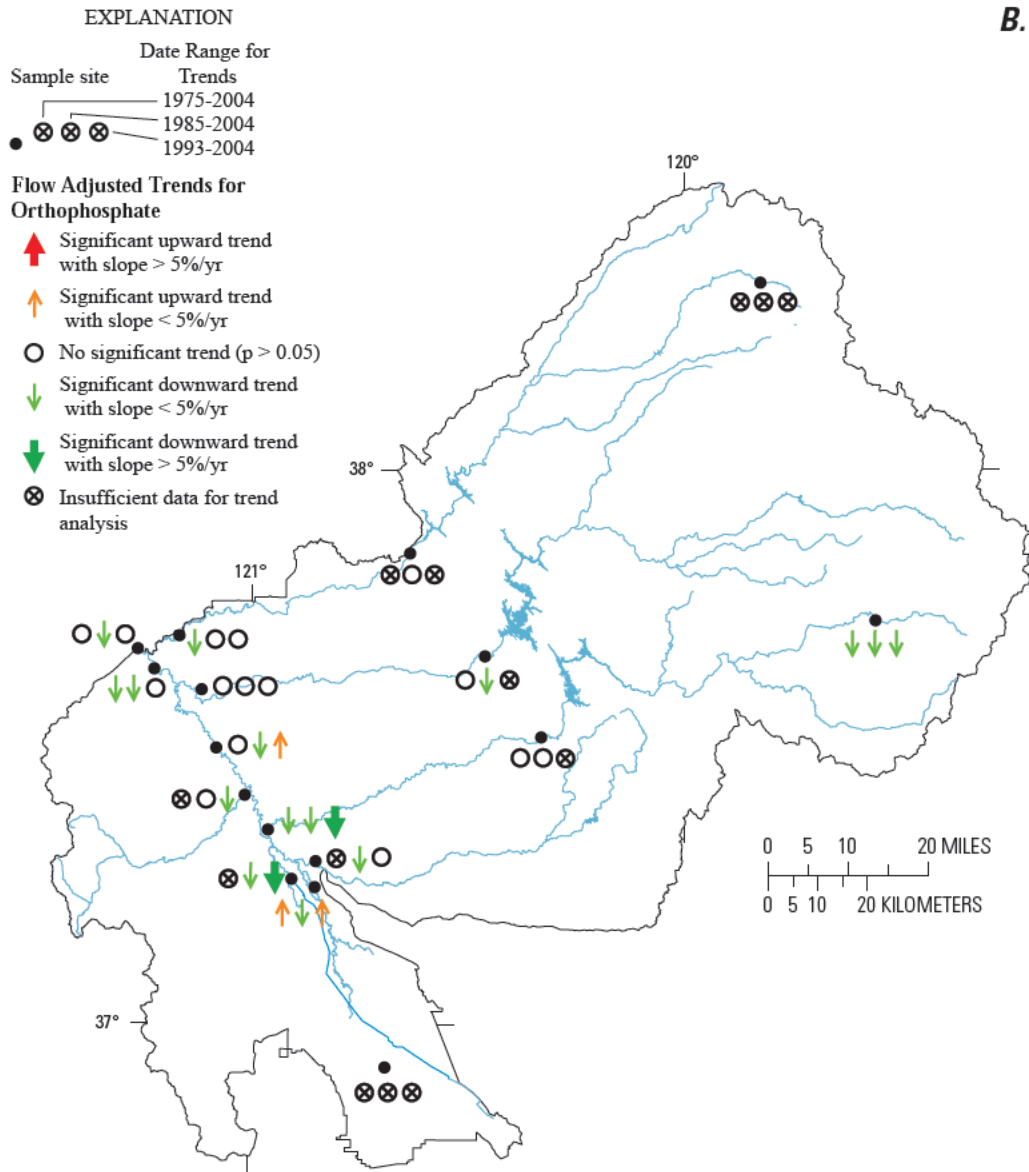 EXPLANATION
B.
Date Range for
Sample site
Trends
1975-2004
1985-2004
1993-2004
Flow Adjusted Trends for
Orthophosphate
Significant upward trend
with slope > 5%/yr
Significant upward trend
with slope < 5%/yr
No significant trend (p > 0.05)
Significant downward trend
with slope < 5%/yr
Significant downward trend
with slope > 5%/yr
Insufficient data for trend
analysis
120°
38°
121°
37°
0 5 10 20 MILES
0 5 10 20 KILOMETERS